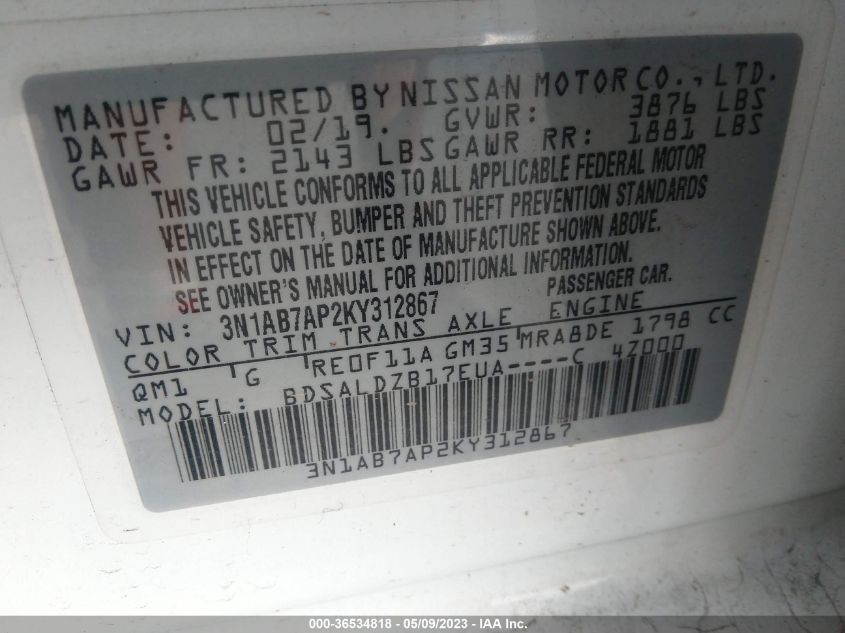 MANUFACTURED BY NISSAN MOTOR CO., LTD.
DATE: 02/19. GVWR: 3876 LBS
GAWR FR: 2143 LBS GAWR RR: 1881 LBS
THIS VEHICLE CONFORMS TO ALL APPLICABLE FEDERAL MOTOR
VEHICLE SAFETY, BUMPER AND THEFT PREVENTION STANDARDS
IN EFFECT ON THE DATE OF MANUFACTURE SHOWN ABOVE.
SEE OWNER'S MANUAL FOR ADDITIONAL INFORMATION.
VIN: 3N1AB7AP2KY312867 PASSENGER CAR.
COLOR TRIM TRANS AXLE ENGINE
QM1 G RE0F11A GM35 MRA8DE 1798 CC
MODEL: BDSALDZB17EUA----C 4Z000
3N1AB7AP2KY312867
000-36534818 - 05/09/2023 - IAA Inc.